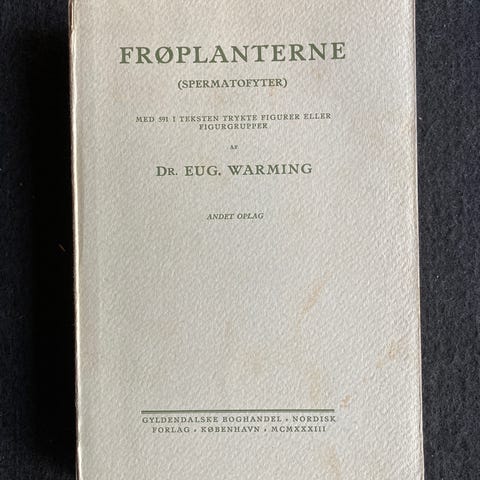 FRØPLANTERNE
(SPERMATOFYTER)
MED 591 I TEKSTEN TRYKTE FIGURER ELLER
FIGURGRUPPER
AF
DR. EUG. WARMING
ANDET OPLAG
GYLDENDALSKE BOGHANDEL • NORDISK
FORLAG • KØBENHAVN • MCMXXXIII